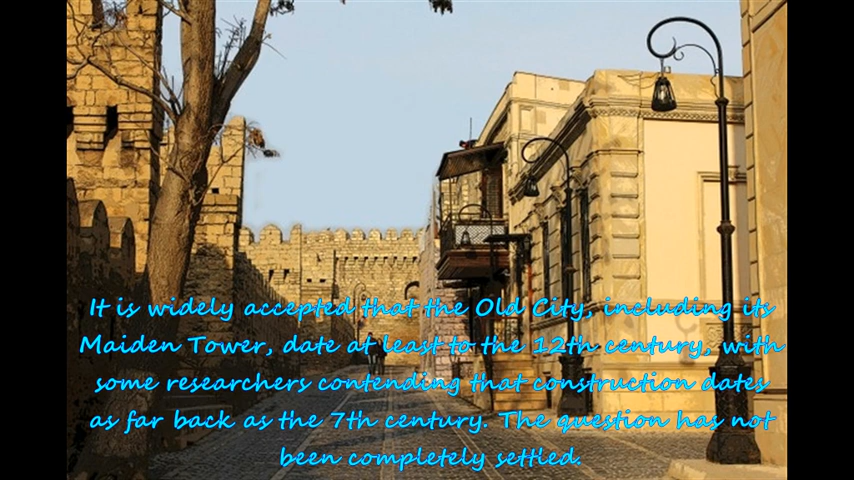 It is widely accepted that the Old City, including its
Maiden Tower, date at least to the 12th century, with
some researchers contending that construction dates
as far back as the 7th century. The question has not
been completely settled.